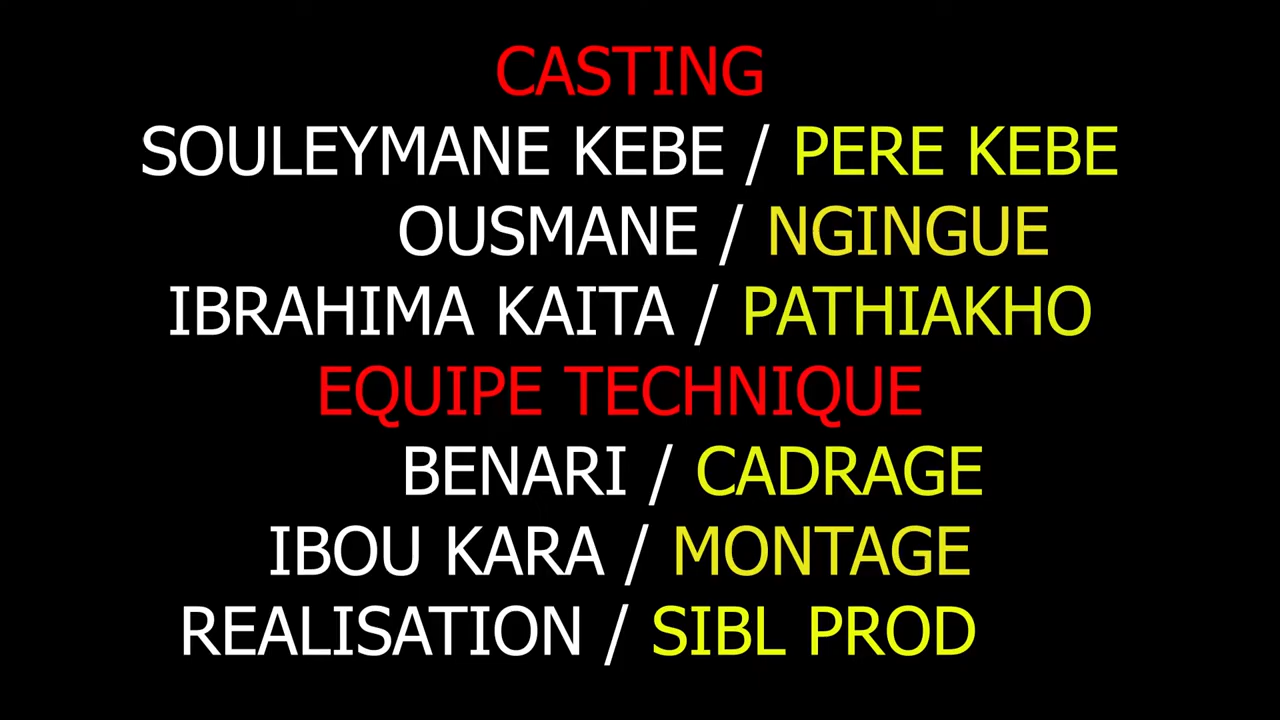 CASTING
SOULEYMANE KEBE / PERE KEBE
OUSMANE / NGINGUE
IBRAHIMA KAITA / PATHIAKHO
EQUIPE TECHNIQUE
BENARI / CADRAGE
IBOU KARA / MONTAGE
REALISATION / SIBL PROD